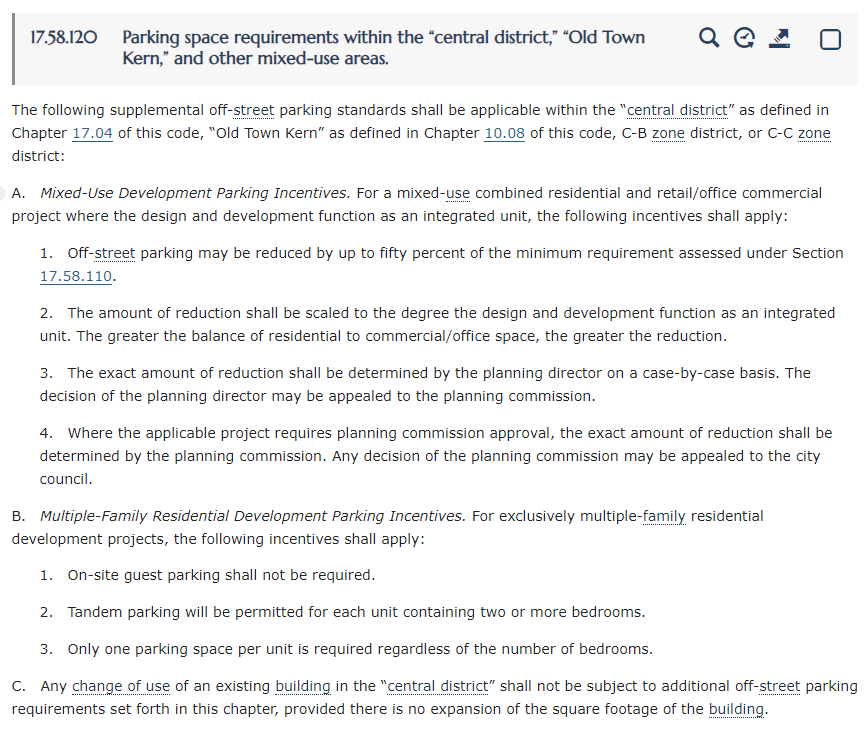 17.58.120 Parking space requirements within the “central district,” “Old Town
Kern,” and other mixed-use areas.
The following supplemental off-street parking standards shall be applicable within the “central district” as defined in
Chapter 17.04 of this code, “Old Town Kern” as defined in Chapter 10.08 of this code, C-B zone district, or C-C zone
district:
A. Mixed-Use Development Parking Incentives. For a mixed-use combined residential and retail/office commercial
project where the design and development function as an integrated unit, the following incentives shall apply:
1. Off-street parking may be reduced by up to fifty percent of the minimum requirement assessed under Section
17.58.110.
2. The amount of reduction shall be scaled to the degree the design and development function as an integrated
unit. The greater the balance of residential to commercial/office space, the greater the reduction.
3. The exact amount of reduction shall be determined by the planning director on a case-by-case basis. The
decision of the planning director may be appealed to the planning commission.
4. Where the applicable project requires planning commission approval, the exact amount of reduction shall be
determined by the planning commission. Any decision of the planning commission may be appealed to the city
council.
B. Multiple-Family Residential Development Parking Incentives. For exclusively multiple-family residential
development projects, the following incentives shall apply:
1. On-site guest parking shall not be required.
2. Tandem parking will be permitted for each unit containing two or more bedrooms.
3. Only one parking space per unit is required regardless of the number of bedrooms.
C. Any change of use of an existing building in the “central district” shall not be subject to additional off-street parking
requirements set forth in this chapter, provided there is no expansion of the square footage of the building.